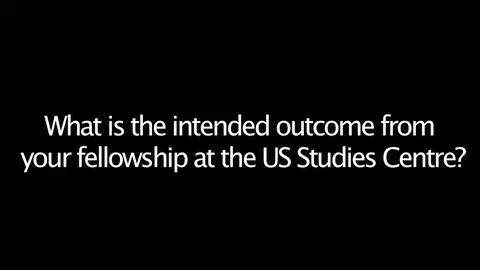 What is the intended outcome from
your fellowship at the US Studies Centre?